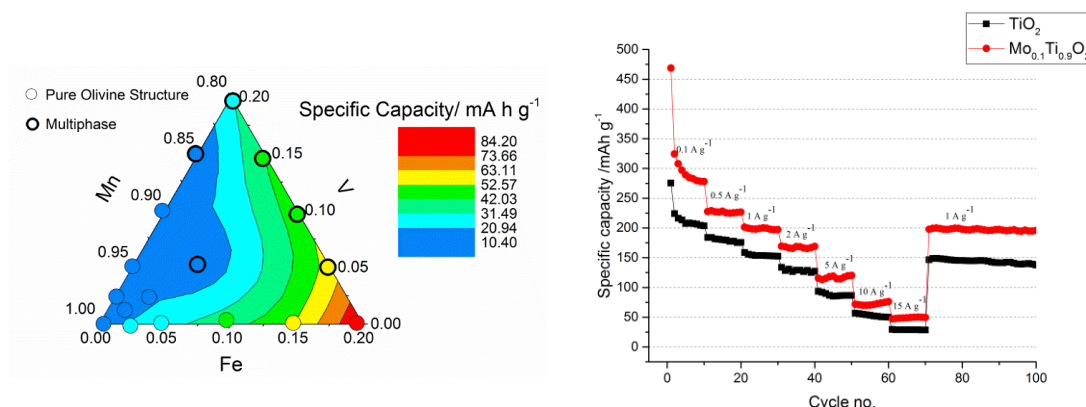 Pure Olivine Structure
Multiphase
0.80
0.20
0.85
0.15
Mn
V
0.90
0.10
0.95
0.05
1.00
0.00
0.00
0.05
0.10
0.15
0.20
Fe
Specific Capacity/ mA h g⁻¹
84.20
73.66
63.11
52.57
42.03
31.49
20.94
10.40
TiO₂
Mo₀.₁Ti₀.₉O₂
500
450
400
350
300
250
200
150
100
50
0
Specific capacity /mAh g⁻¹
0.1 A g⁻¹
0.5 A g⁻¹
1 A g⁻¹
2 A g⁻¹
5 A g⁻¹
10 A g⁻¹
15 A g⁻¹
1 A g⁻¹
0
20
40
60
80
100
Cycle no.